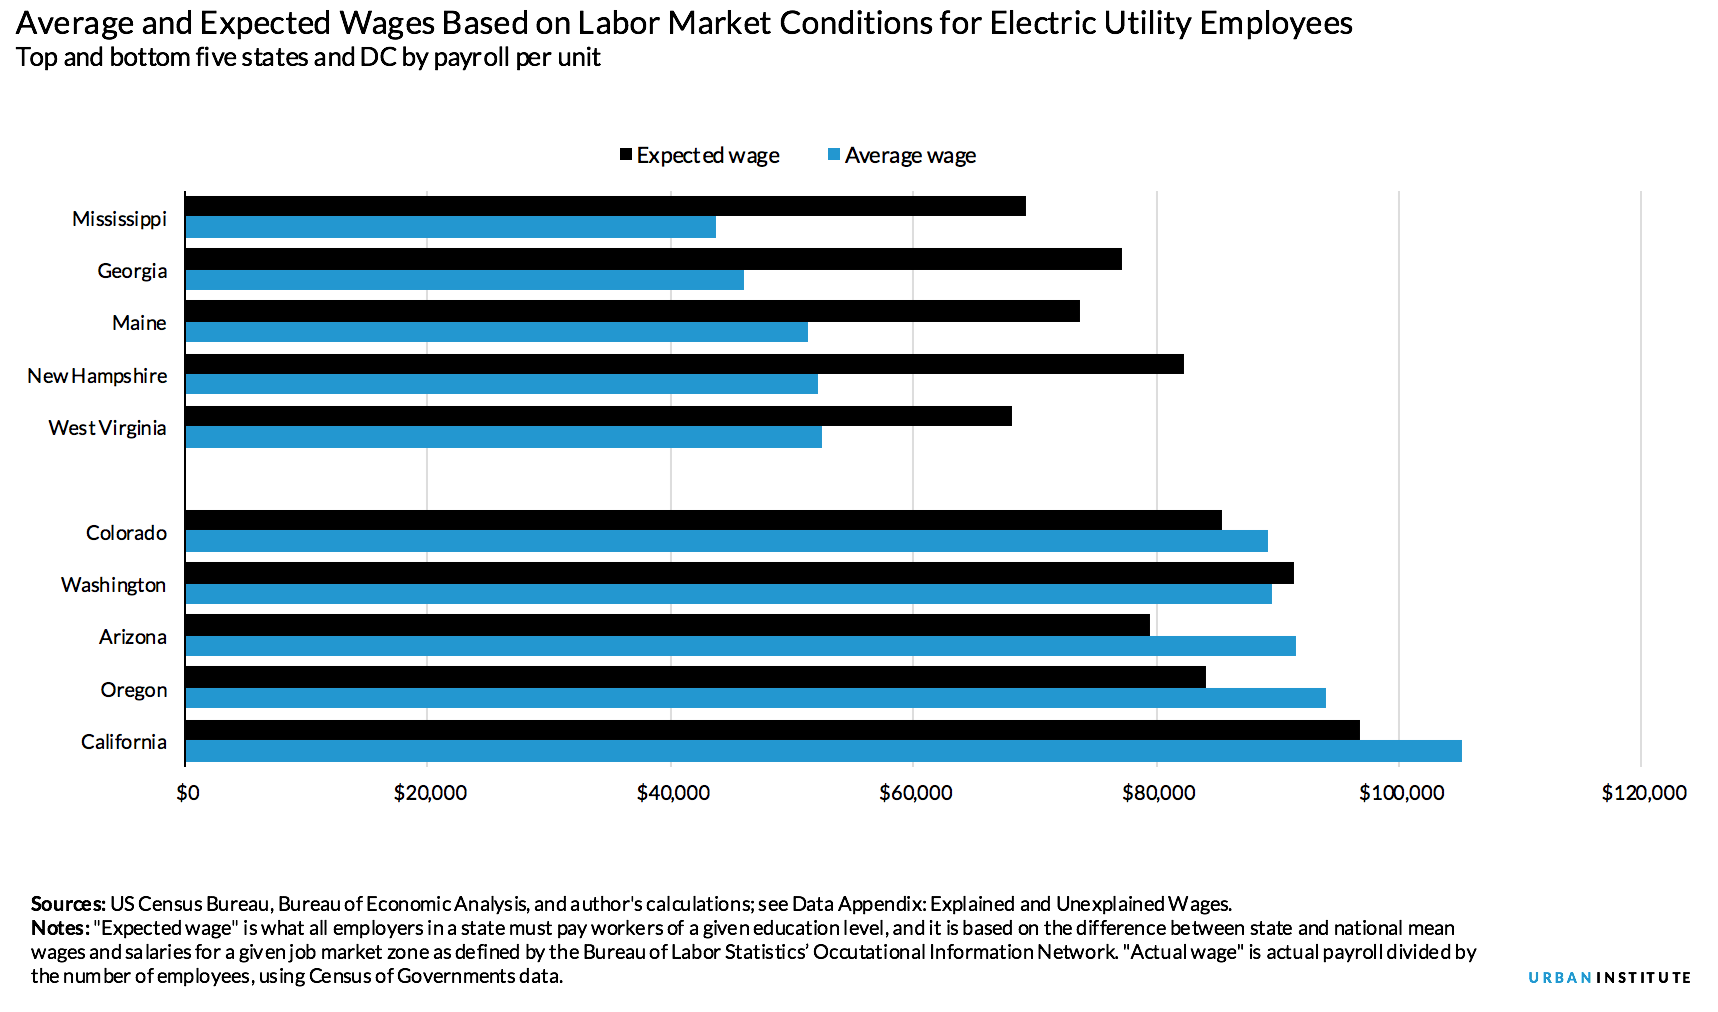 Average and Expected Wages Based on Labor Market Conditions for Electric Utility Employees
Top and bottom five states and DC by payroll per unit
Expected wage Average wage
Mississippi
Georgia
Maine
New Hampshire
West Virginia
Colorado
Washington
Arizona
Oregon
California
$0 $20,000 $40,000 $60,000 $80,000 $100,000 $120,000
Sources: US Census Bureau, Bureau of Economic Analysis, and author's calculations; see Data Appendix: Explained and Unexplained Wages.
Notes: "Expected wage" is what all employers in a state must pay workers of a given education level, and it is based on the difference between state and national mean
wages and salaries for a given job market zone as defined by the Bureau of Labor Statistics’ Occutational Information Network. "Actual wage" is actual payroll divided by
the number of employees, using Census of Governments data.
URBAN INSTITUTE